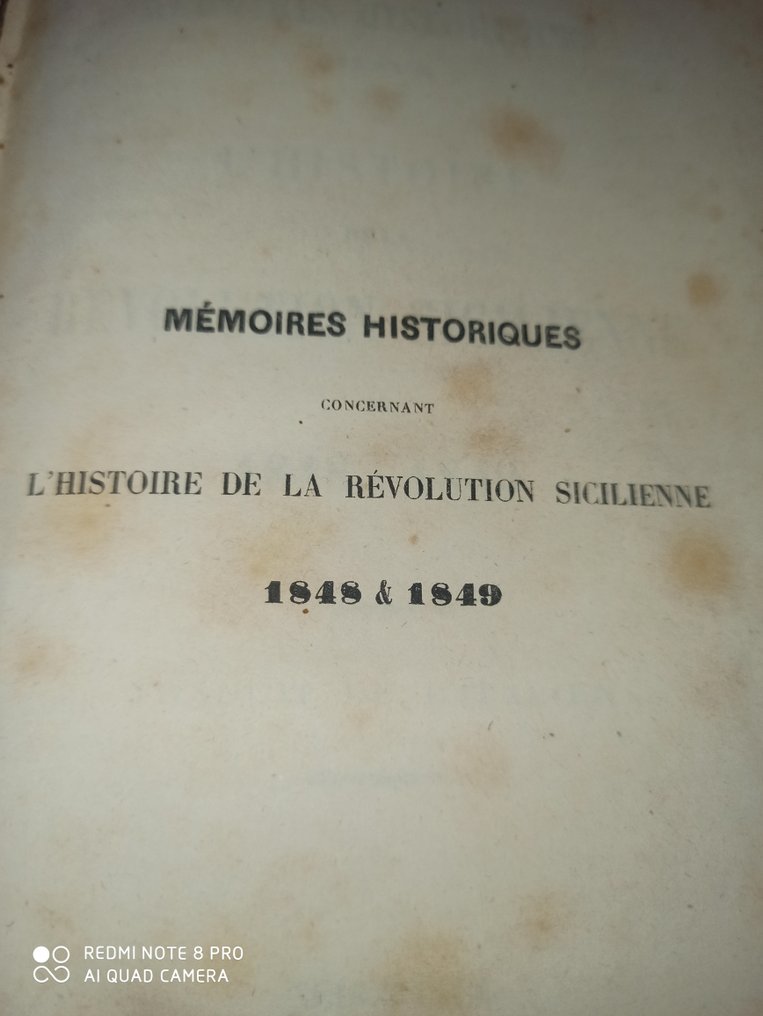 MÉMOIRES HISTORIQUES
CONCERNANT
L'HISTOIRE DE LA RÉVOLUTION SICILIENNE
1848 & 1849
REDMI NOTE 8 PRO
AI QUAD CAMERA